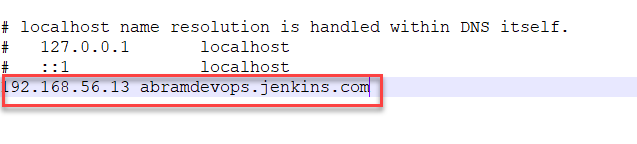 # localhost name resolution is handled within DNS itself.
#   127.0.0.1       localhost
#   ::1             localhost
192.168.56.13 abramdevops.jenkins.com